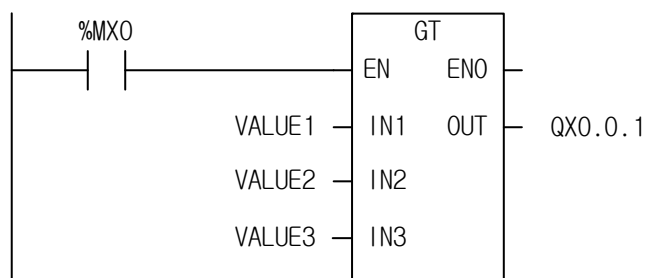 %MX0 GT
EN ENO
VALUE1 IN1 OUT QX0.0.1
VALUE2 IN2
VALUE3 IN3